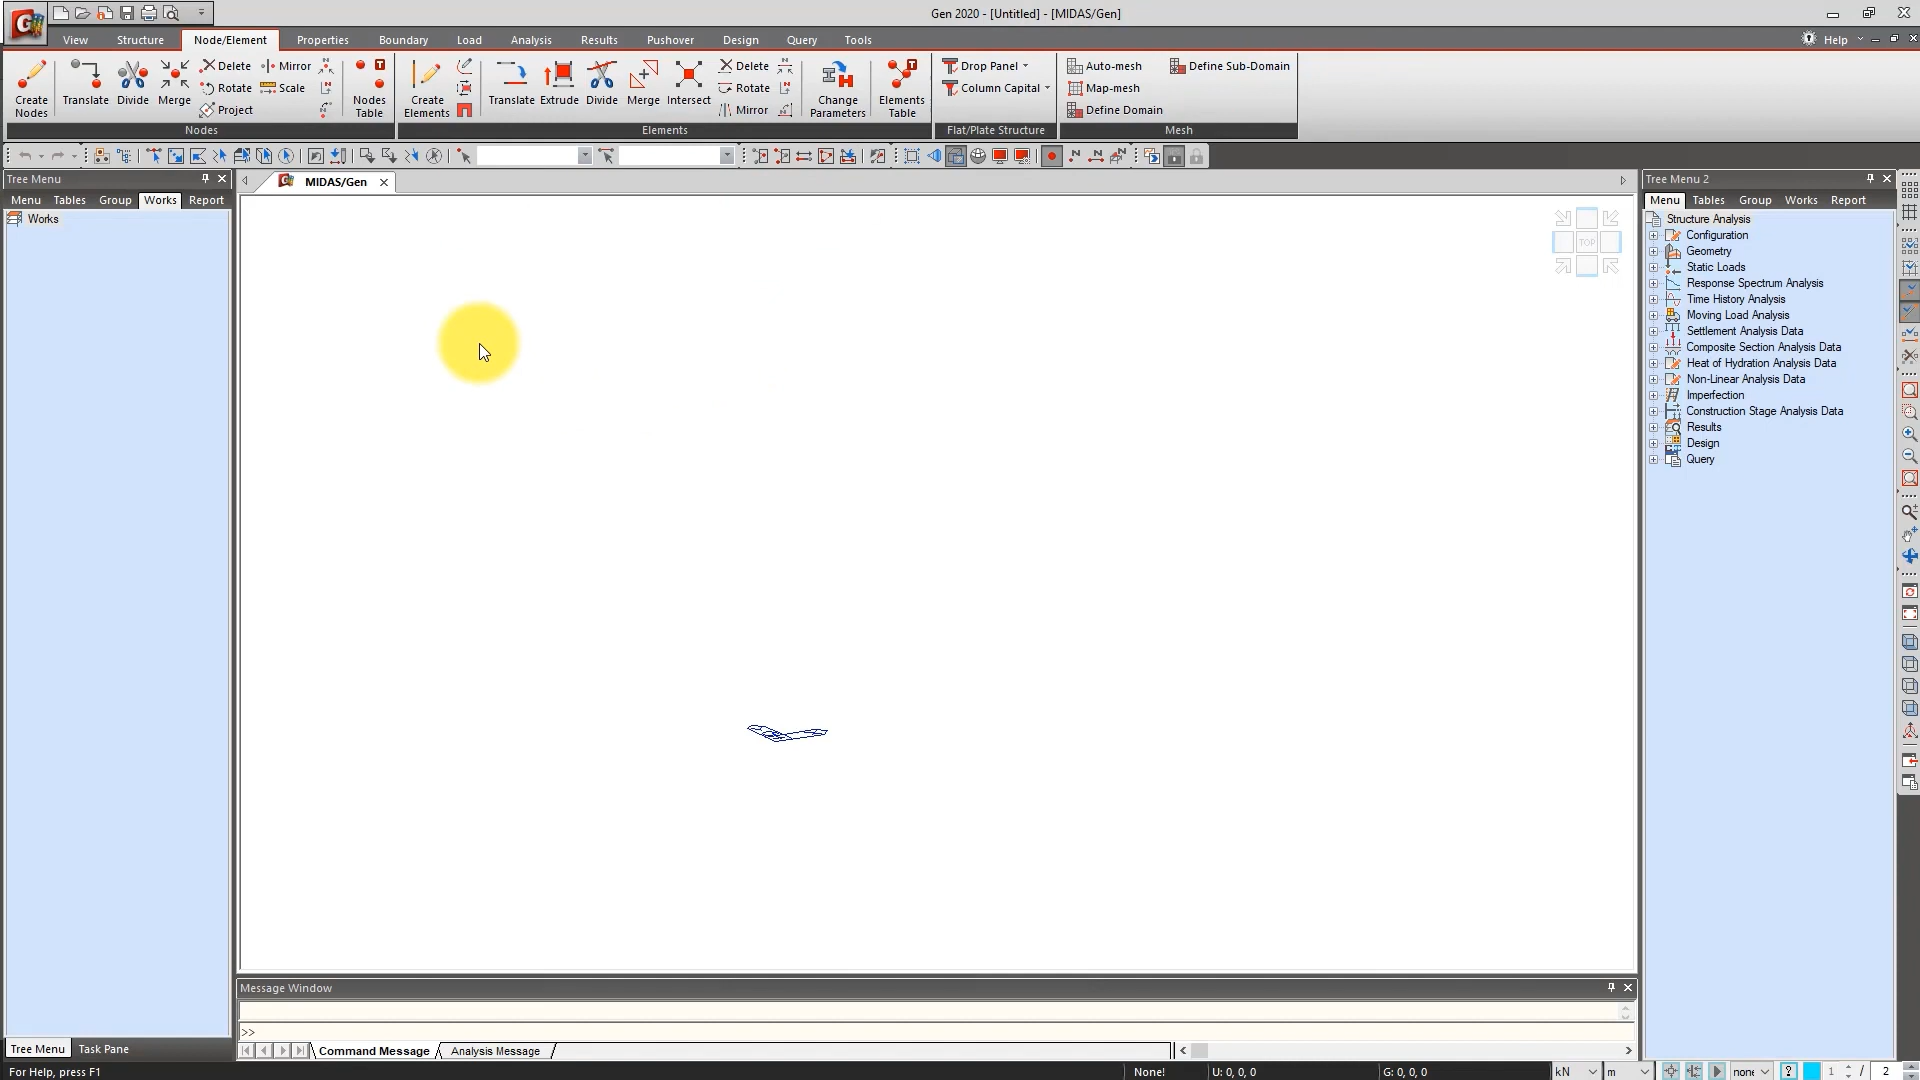 Gen 2020 - [Untitled] - [MIDAS/Gen]
View Structure Node/Element Properties Boundary Load Analysis Results Pushover Design Query Tools Help
Create Nodes Translate Divide Merge Delete Rotate Project Mirror Scale Nodes Table
Create Elements Translate Extrude Divide Merge Intersect Delete Rotate Mirror Change Parameters Elements Table
Drop Panel
Column Capital
Auto-mesh
Map-mesh
Define Domain
Define Sub-Domain
Nodes Elements Flat/Plate Structure Mesh
Tree Menu
Menu Tables Group Works Report
Works
MIDAS/Gen
TOP
Tree Menu 2
Menu Tables Group Works Report
Structure Analysis
Configuration
Geometry
Static Loads
Response Spectrum Analysis
Time History Analysis
Moving Load Analysis
Settlement Analysis Data
Composite Section Analysis Data
Heat of Hydration Analysis Data
Non-Linear Analysis Data
Imperfection
Construction Stage Analysis Data
Results
Design
Query
Message Window
>>
Command Message Analysis Message
Tree Menu Task Pane
For Help, press F1 None! U: 0, 0, 0 G: 0, 0, 0 kN m none ? 1 / 2